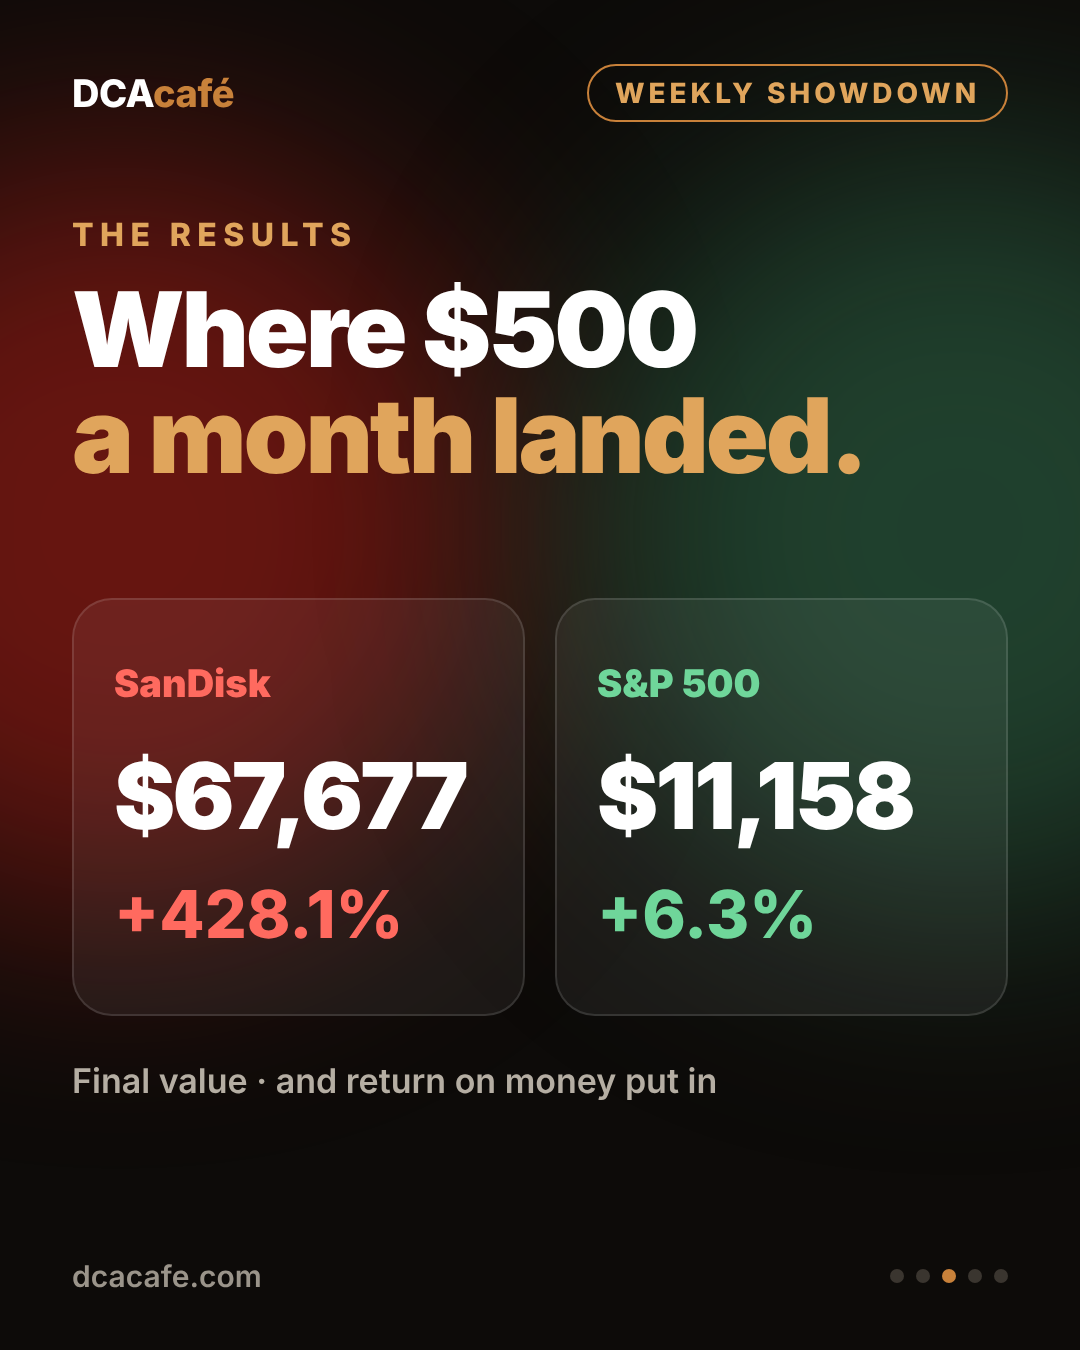 DCAcafé
WEEKLY SHOWDOWN
THE RESULTS
Where $500
a month landed.
SanDisk
$67,677
+428.1%
S&P 500
$11,158
+6.3%
Final value · and return on money put in
dcacafe.com